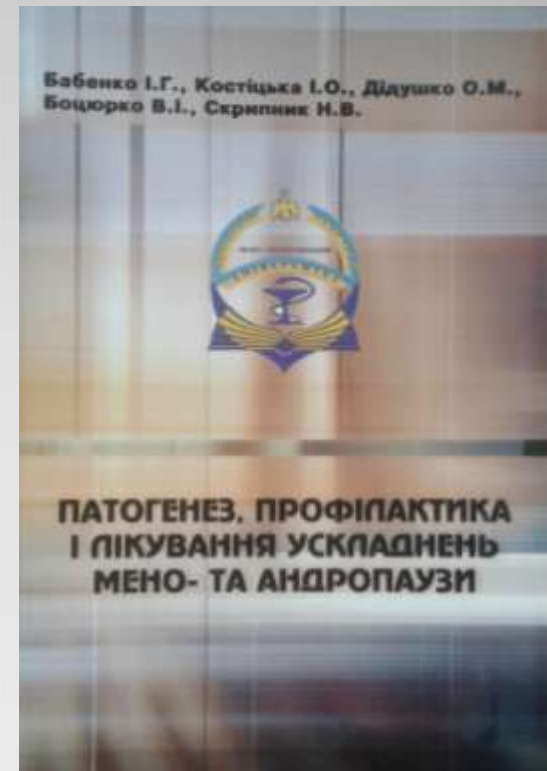 Бабенко І.Г., Костіцька І.О., Дідушко О.М.,
Боцюрко В.І., Скрипник Н.В.
ПАТОГЕНЕЗ, ПРОФІЛАКТИКА
І ЛІКУВАННЯ УСКЛАДНЕНЬ
МЕНО- ТА АНДРОПАУЗИ